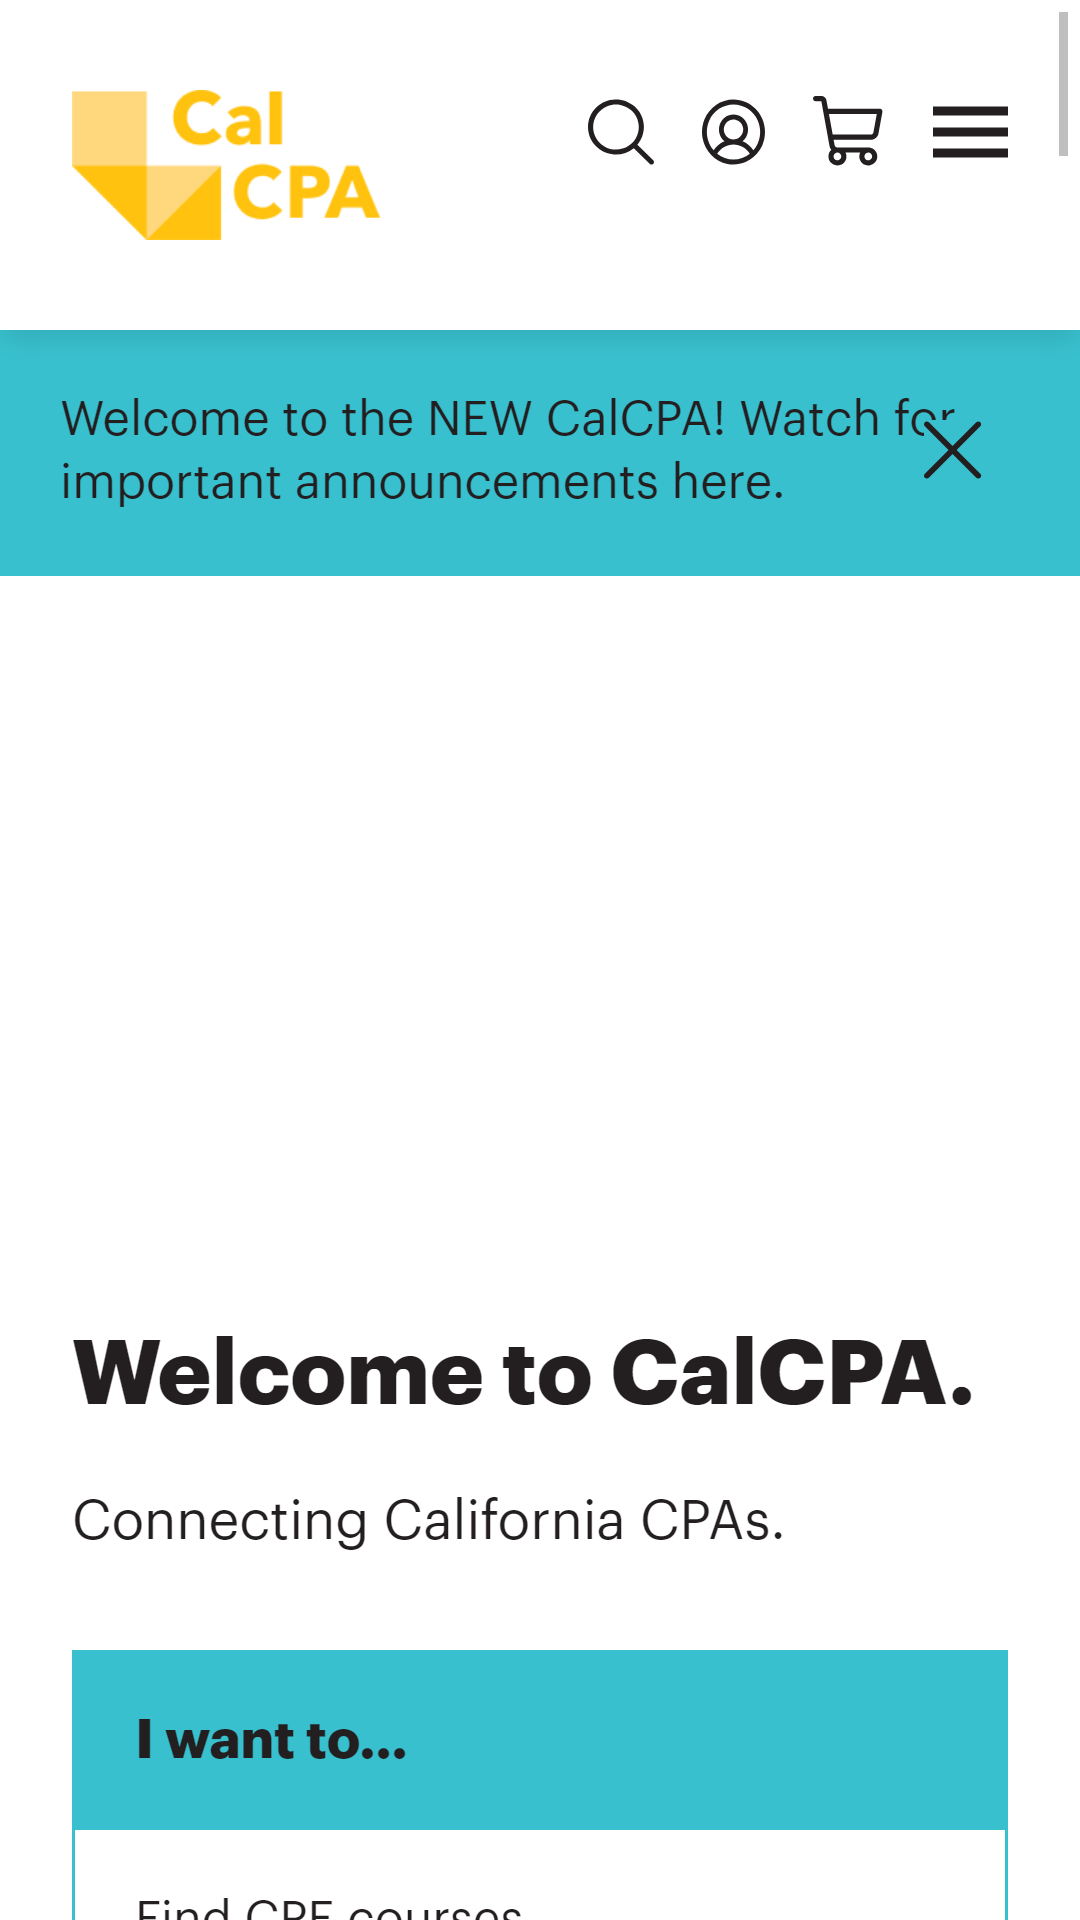 Cal
CPA
Welcome to the NEW CalCPA! Watch for
important announcements here.
Welcome to CalCPA.
Connecting California CPAs.
I want to...
Find CPE courses